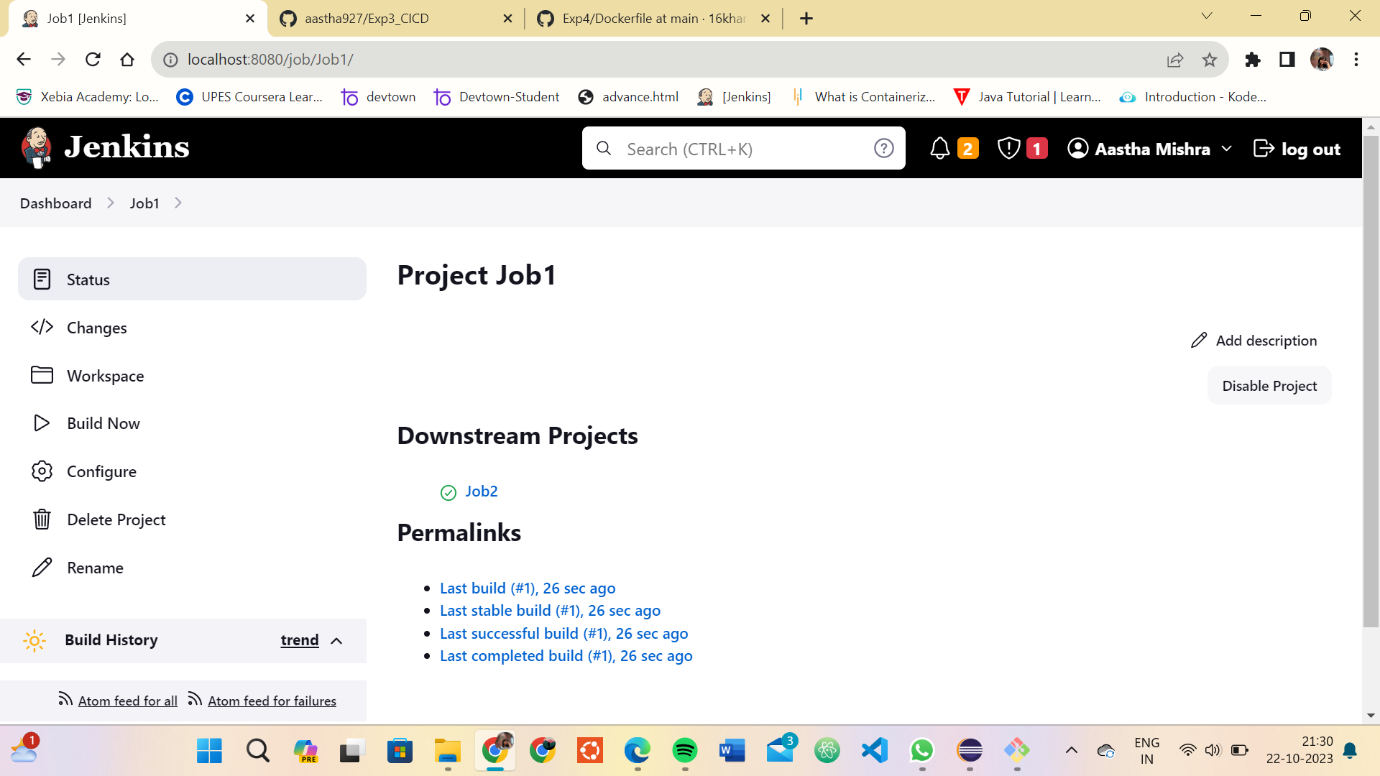 Job1 [Jenkins]
aastha927/Exp3_CICD
Exp4/Dockerfile at main · 16khar
localhost:8080/job/Job1/
Xebia Academy: Lo...
UPES Coursera Lear...
devtown
Devtown-Student
advance.html
[Jenkins]
What is Containeriz...
Java Tutorial | Learn...
Introduction - Kode...
Jenkins
Search (CTRL+K)
2
1
Aastha Mishra
log out
Dashboard
Job1
Status
Changes
Workspace
Build Now
Configure
Delete Project
Rename
Build History
trend
Atom feed for all
Atom feed for failures
Project Job1
Add description
Disable Project
Downstream Projects
Job2
Permalinks
Last build (#1), 26 sec ago
Last stable build (#1), 26 sec ago
Last successful build (#1), 26 sec ago
Last completed build (#1), 26 sec ago
1
PRE
3
ENG
IN
21:30
22-10-2023